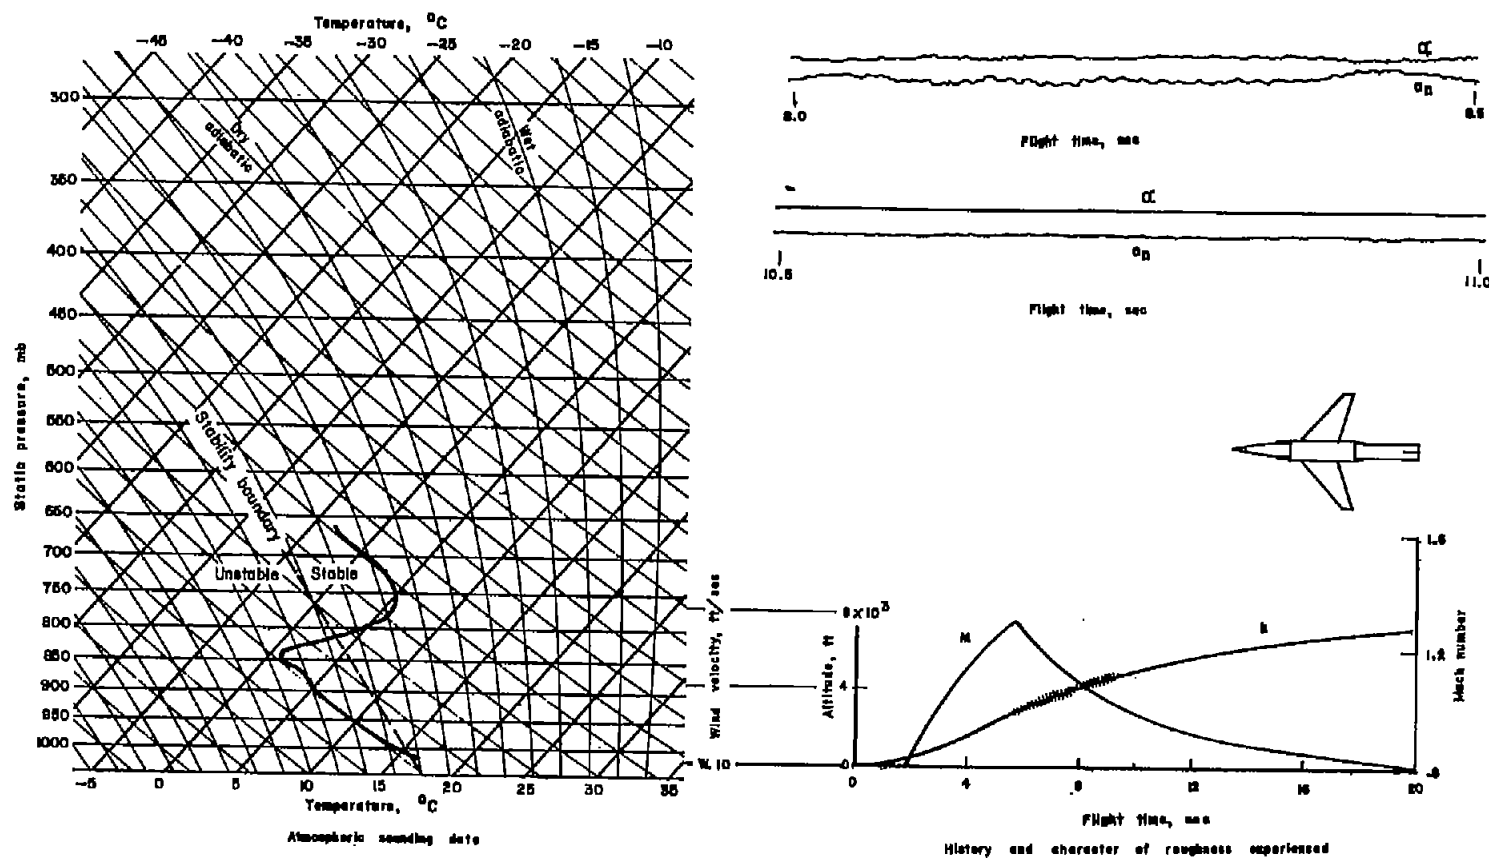 Temperature, °C
-45 -40 -35 -30 -25 -20 -15 -10
300
350
400
450
500
550
600
650
700
750
800
850
900
950
1000
Static pressure, mb
Dry adiabatic
Wet adiabatic
Stability boundary
Unstable
Stable
-5 0 5 10 15 20 25 30 35
Temperature, °C
Atmospheric sounding data
Wind velocity, ft/sec
W. 10
α
a n
8.0 8.5
Flight time, sec
α
a n
10.5 11.0
Flight time, sec
8 × 10³
4
0
Altitude, ft
M
h
1.6
1.2
.8
Mach number
0 4 8 12 16 20
Flight time, sec
History and character of roughness experienced